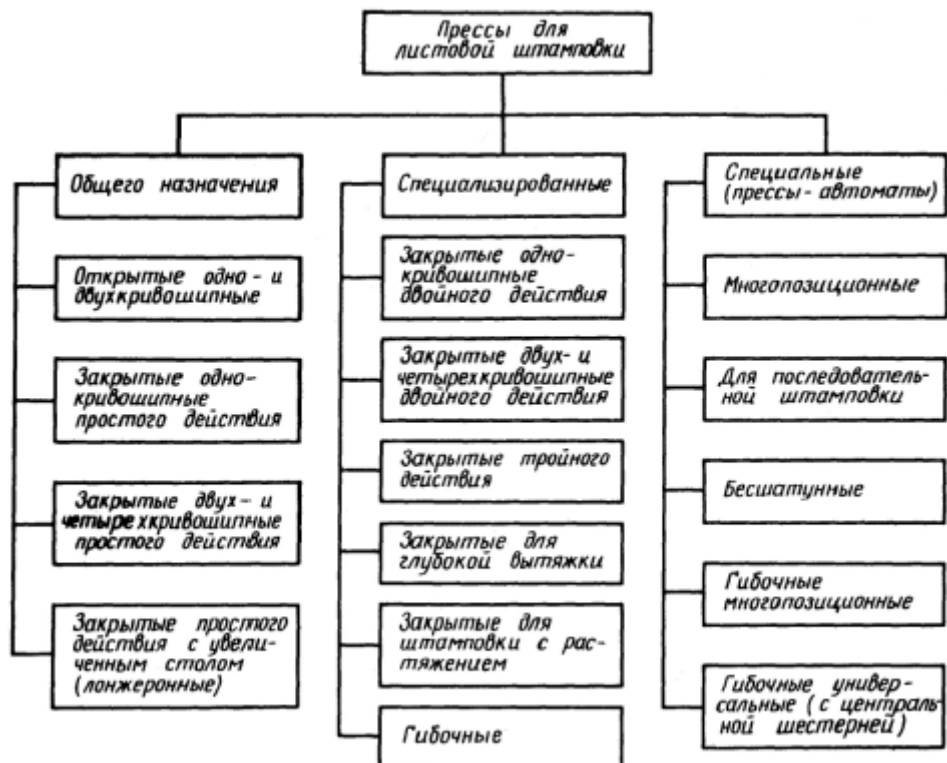 Прессы для
листовой штамповки
Общего назначения
Открытые одно- и
двухкривошипные
Закрытые одно-
кривошипные
простого действия
Закрытые двух- и
четырехкривошипные
простого действия
Закрытые простого
действия с увели-
ченным столом
(лонжеронные)
Специализированные
Закрытые одно-
кривошипные
двойного действия
Закрытые двух- и
четырехкривошипные
двойного действия
Закрытые тройного
действия
Закрытые для
глубокой вытяжки
Закрытые для
штамповки с рас-
тяжением
Гибочные
Специальные
(прессы-автоматы)
Многопозиционные
Для последователь-
ной штамповки
Бесшатунные
Гибочные
многопозиционные
Гибочные универ-
сальные (с централь-
ной шестерней)